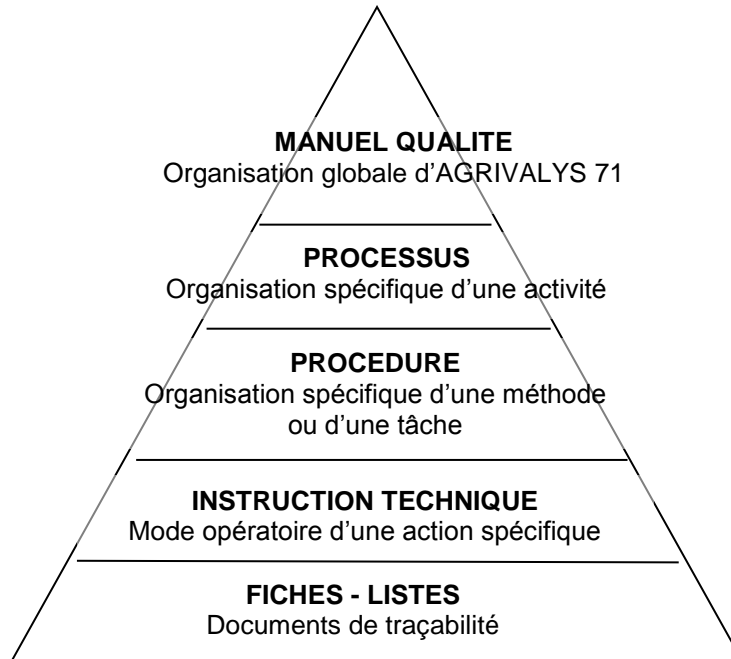 MANUEL QUALITE
Organisation globale d’AGRIVALYS 71
PROCESSUS
Organisation spécifique d’une activité
PROCEDURE
Organisation spécifique d’une méthode
ou d’une tâche
INSTRUCTION TECHNIQUE
Mode opératoire d’une action spécifique
FICHES - LISTES
Documents de traçabilité